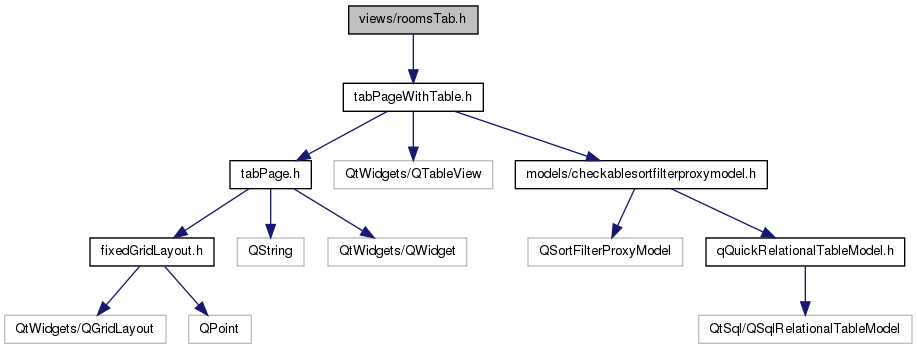 views/roomsTab.h
tabPageWithTable.h
tabPage.h
QtWidgets/QTableView
models/checkablesortfilterproxymodel.h
fixedGridLayout.h
QString
QtWidgets/QWidget
QSortFilterProxyModel
qQuickRelationalTableModel.h
QtWidgets/QGridLayout
QPoint
QtSql/QSqlRelationalTableModel